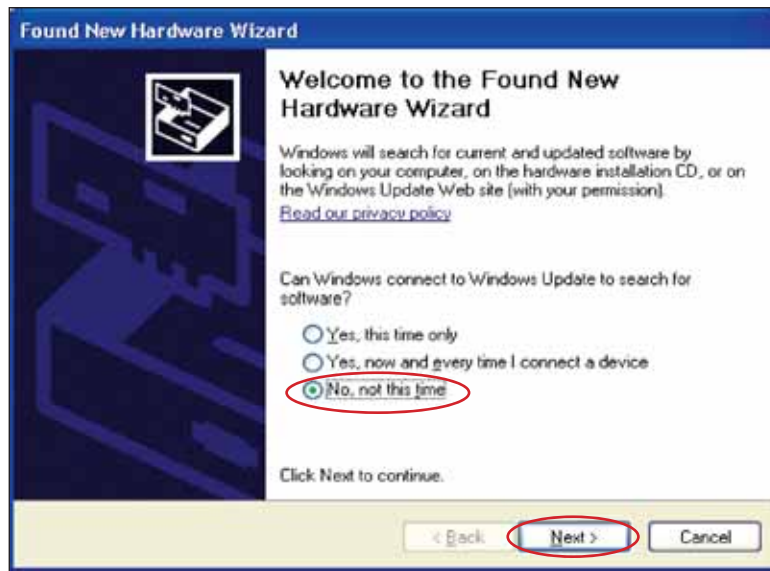 Found New Hardware Wizard
Welcome to the Found New
Hardware Wizard
Windows will search for current and updated software by
looking on your computer, on the hardware installation CD, or on
the Windows Update Web site (with your permission).
Read our privacy policy
Can Windows connect to Windows Update to search for
software?
Yes, this time only
Yes, now and every time I connect a device
No, not this time
Click Next to continue.
< Back
Next >
Cancel